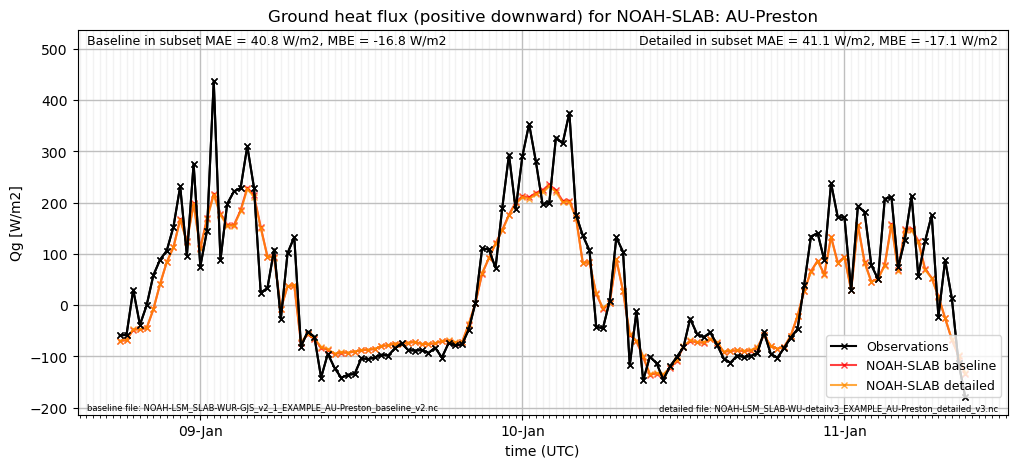 Ground heat flux (positive downward) for NOAH-SLAB: AU-Preston
Baseline in subset MAE = 40.8 W/m2, MBE = -16.8 W/m2
Detailed in subset MAE = 41.1 W/m2, MBE = -17.1 W/m2
Qg [W/m2]
500
400
300
200
100
0
−100
−200
Observations
NOAH-SLAB baseline
NOAH-SLAB detailed
baseline file: NOAH-LSM_SLAB-WUR-GJS_v2_1_EXAMPLE_AU-Preston_baseline_v2.nc
detailed file: NOAH-LSM_SLAB-WU-detailv3_EXAMPLE_AU-Preston_detailed_v3.nc
09-Jan
10-Jan
11-Jan
time (UTC)